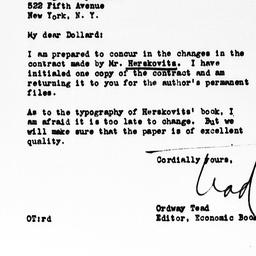 522 Fifth Avenue
New York, N. Y.
My dear Dollard:
I am prepared to concur in the changes in the
contract made by Mr. Herskovits. I have
initialed one copy of the contract and am
returning it to you for the author's permanent
files.
As to the typography of Herskovits' book, I
am afraid it is too late to change. But we
will make sure that the paper is of excellent
quality.
Cordially yours,
Ordway Tead
OT:rd Editor, Economic Boo